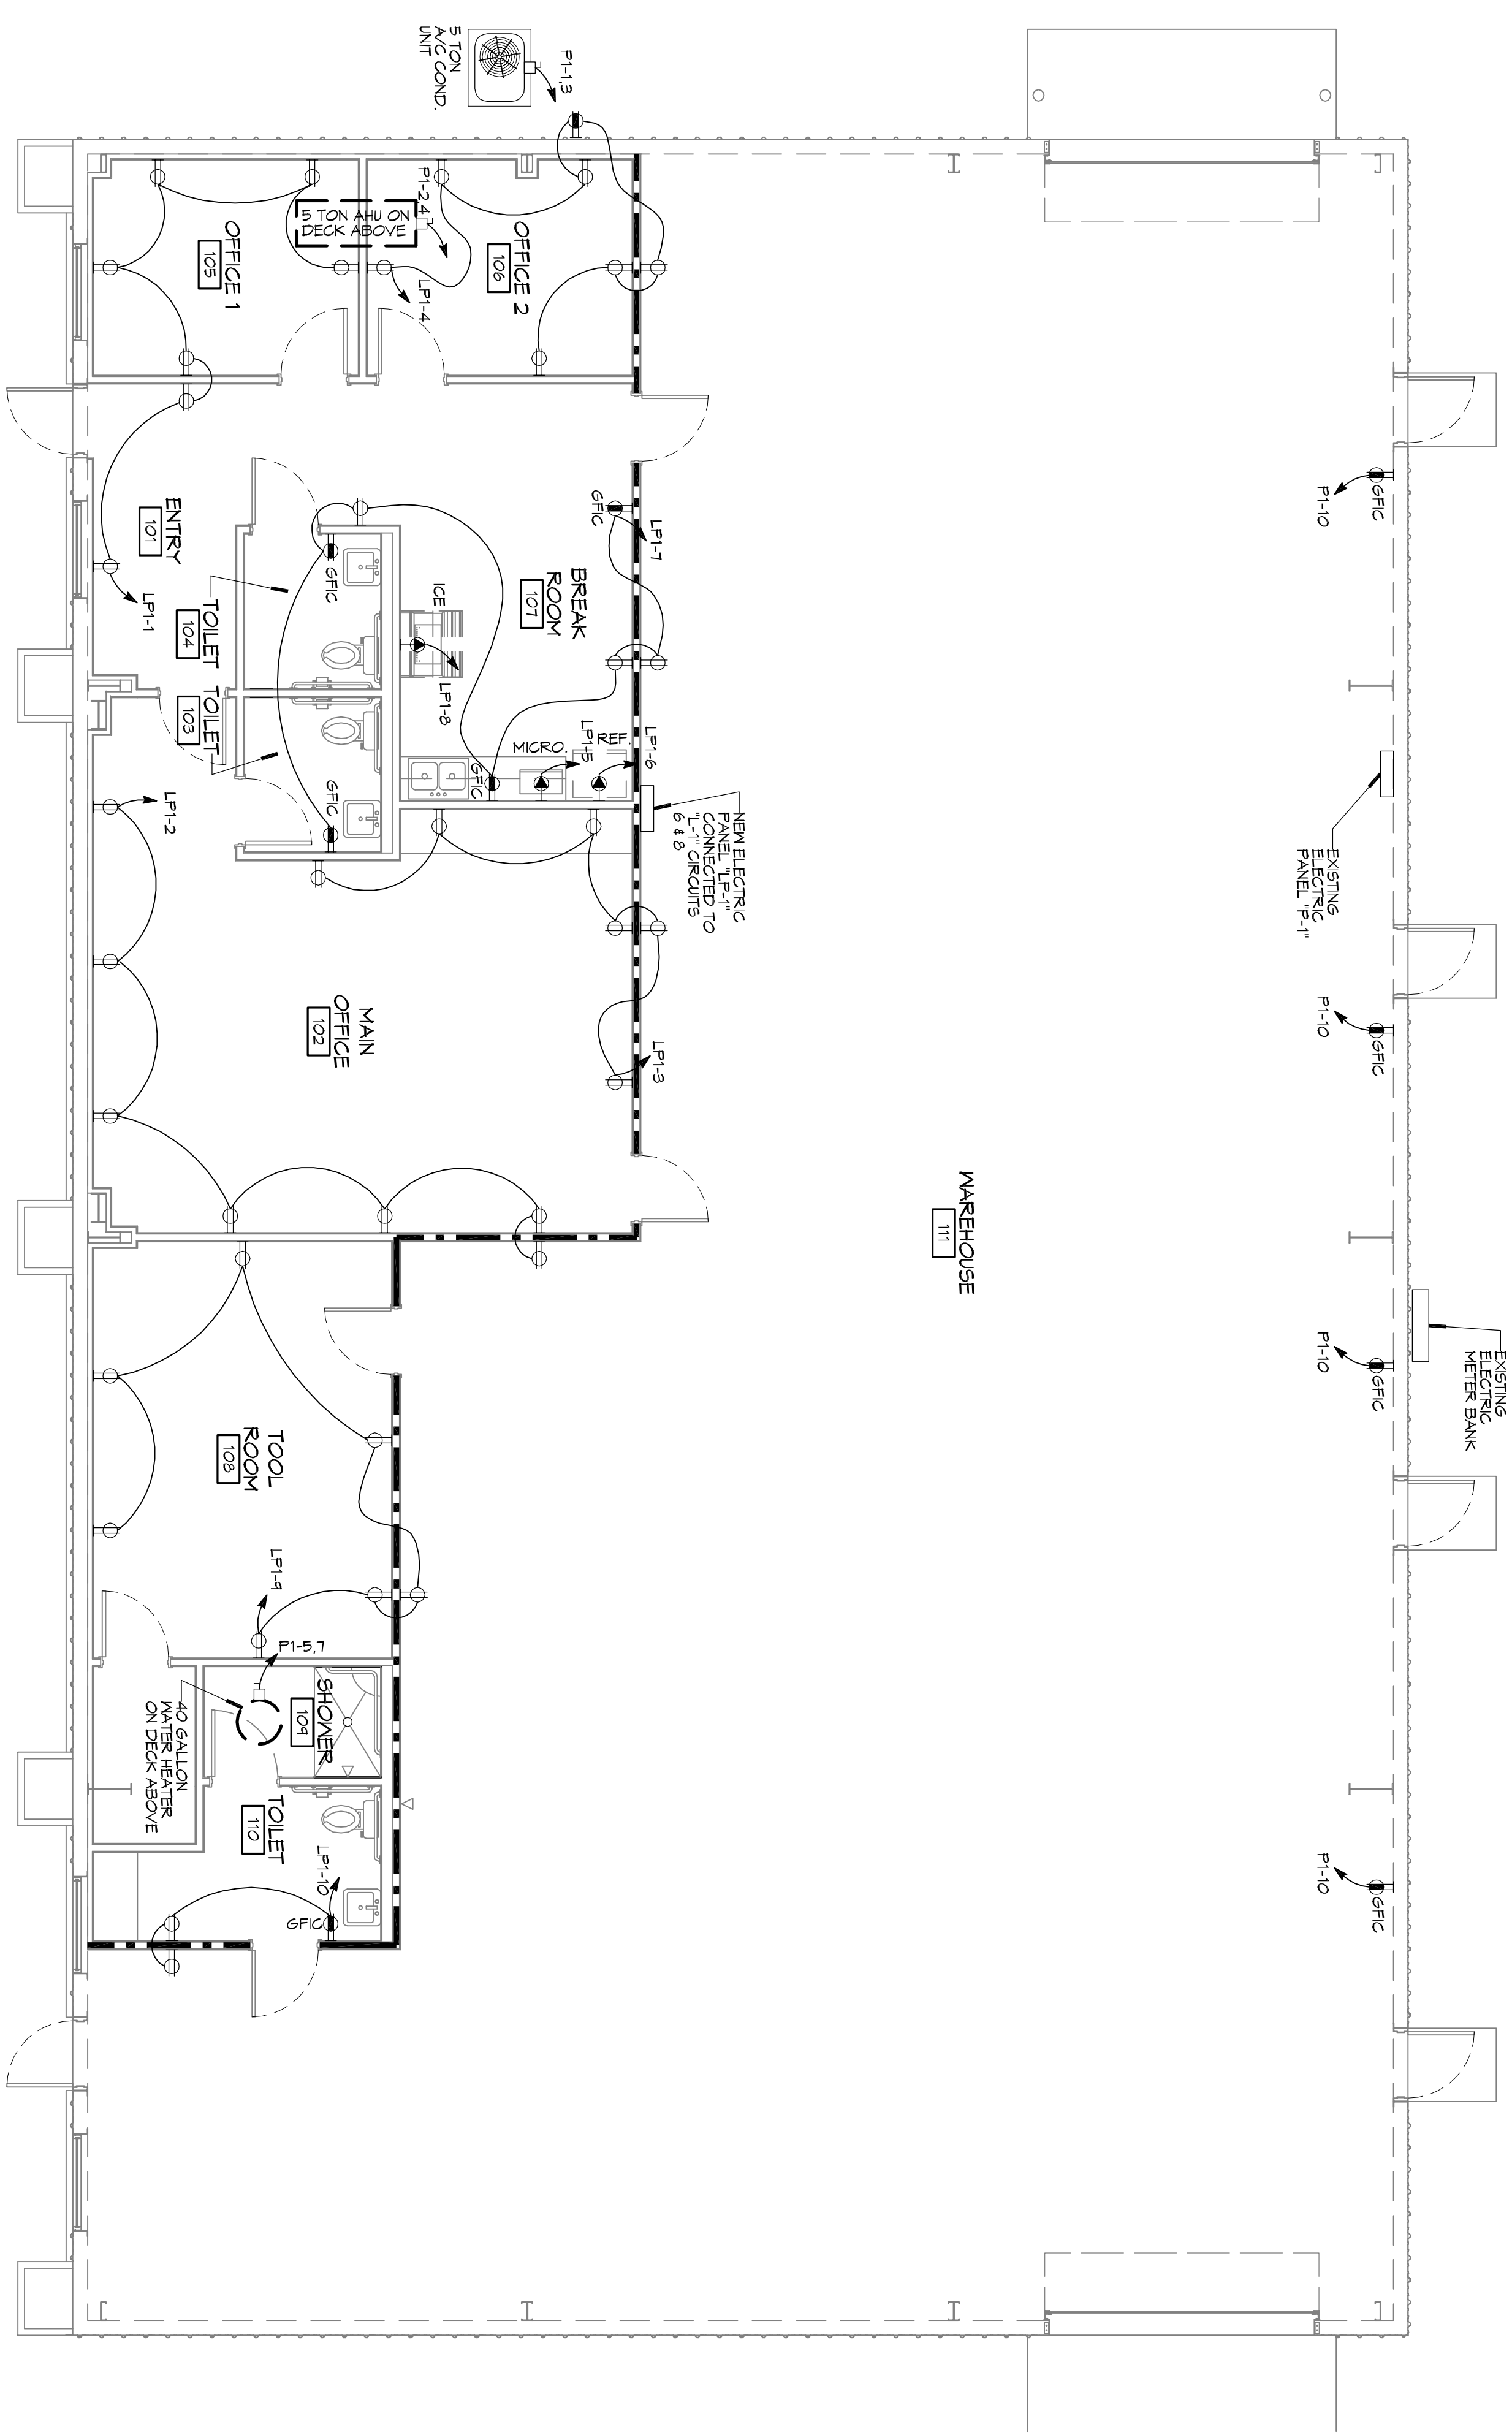 EXISTING
ELECTRIC
METER BANK
GFIC
P1-10
EXISTING
ELECTRIC
PANEL "P-1"
GFIC
P1-10
GFIC
P1-10
GFIC
P1-10
WAREHOUSE
111
NEW ELECTRIC
PANEL "LP-1"
CONNECTED TO
"L-1" CIRCUITS
6 & 8
P1-1,3
5 TON
A/C COND.
UNIT
P1-2,4
5 TON AHU ON
DECK ABOVE
OFFICE 2
106
LP1-4
OFFICE 1
105
GFIC
LP1-7
BREAK
ROOM
107
LP1-6
REF.
LP1-5
MICRO.
GFIC
ICE
LP1-8
GFIC
GFIC
ENTRY
101
LP1-1
TOILET
104
TOILET
103
LP1-2
LP1-3
MAIN
OFFICE
102
TOOL
ROOM
108
LP1-9
P1-5,7
SHOWER
109
40 GALLON
WATER HEATER
ON DECK ABOVE
TOILET
110
LP1-10
GFIC